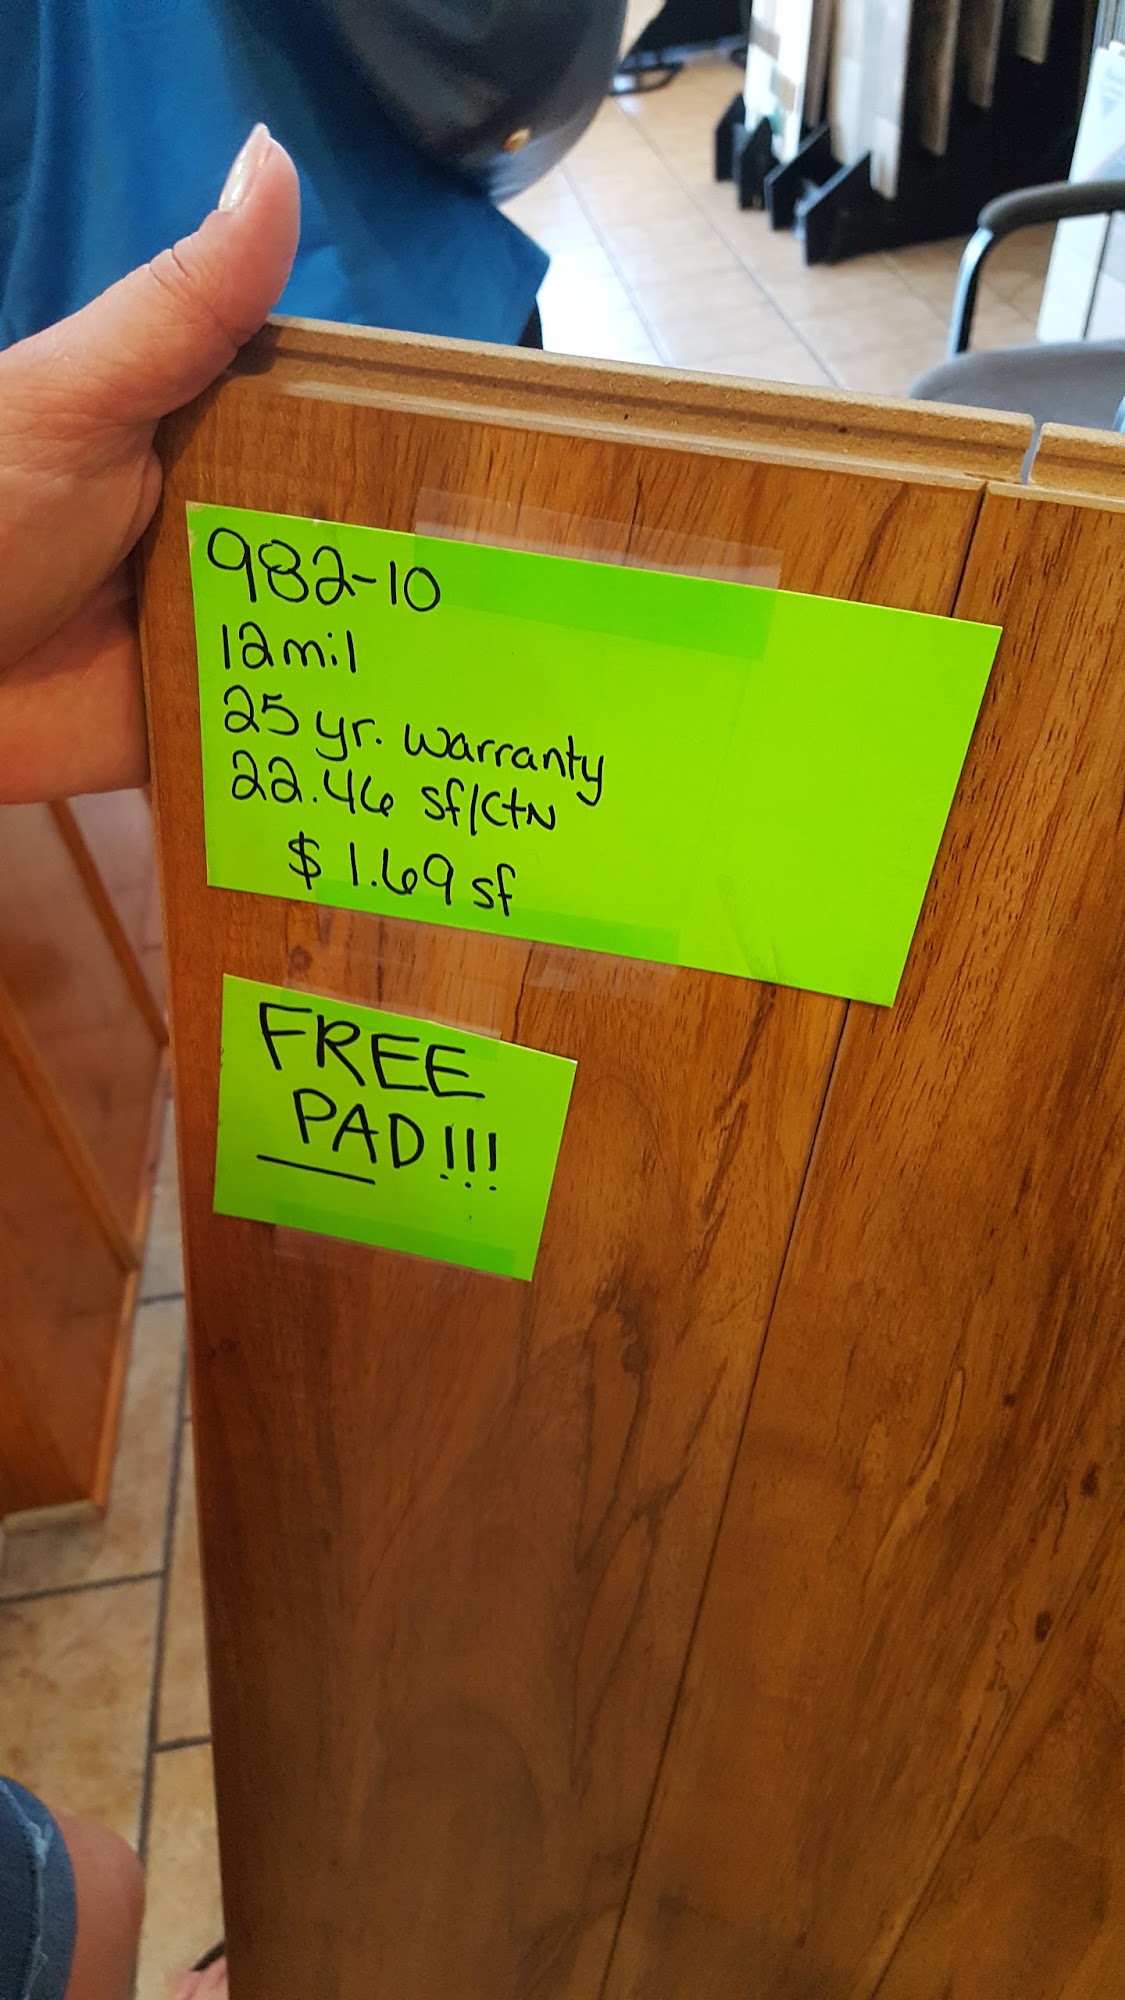 982-10
12mil
25 yr. warranty
22.46 sf/ctn
$1.69 sf
FREE
PAD!!!